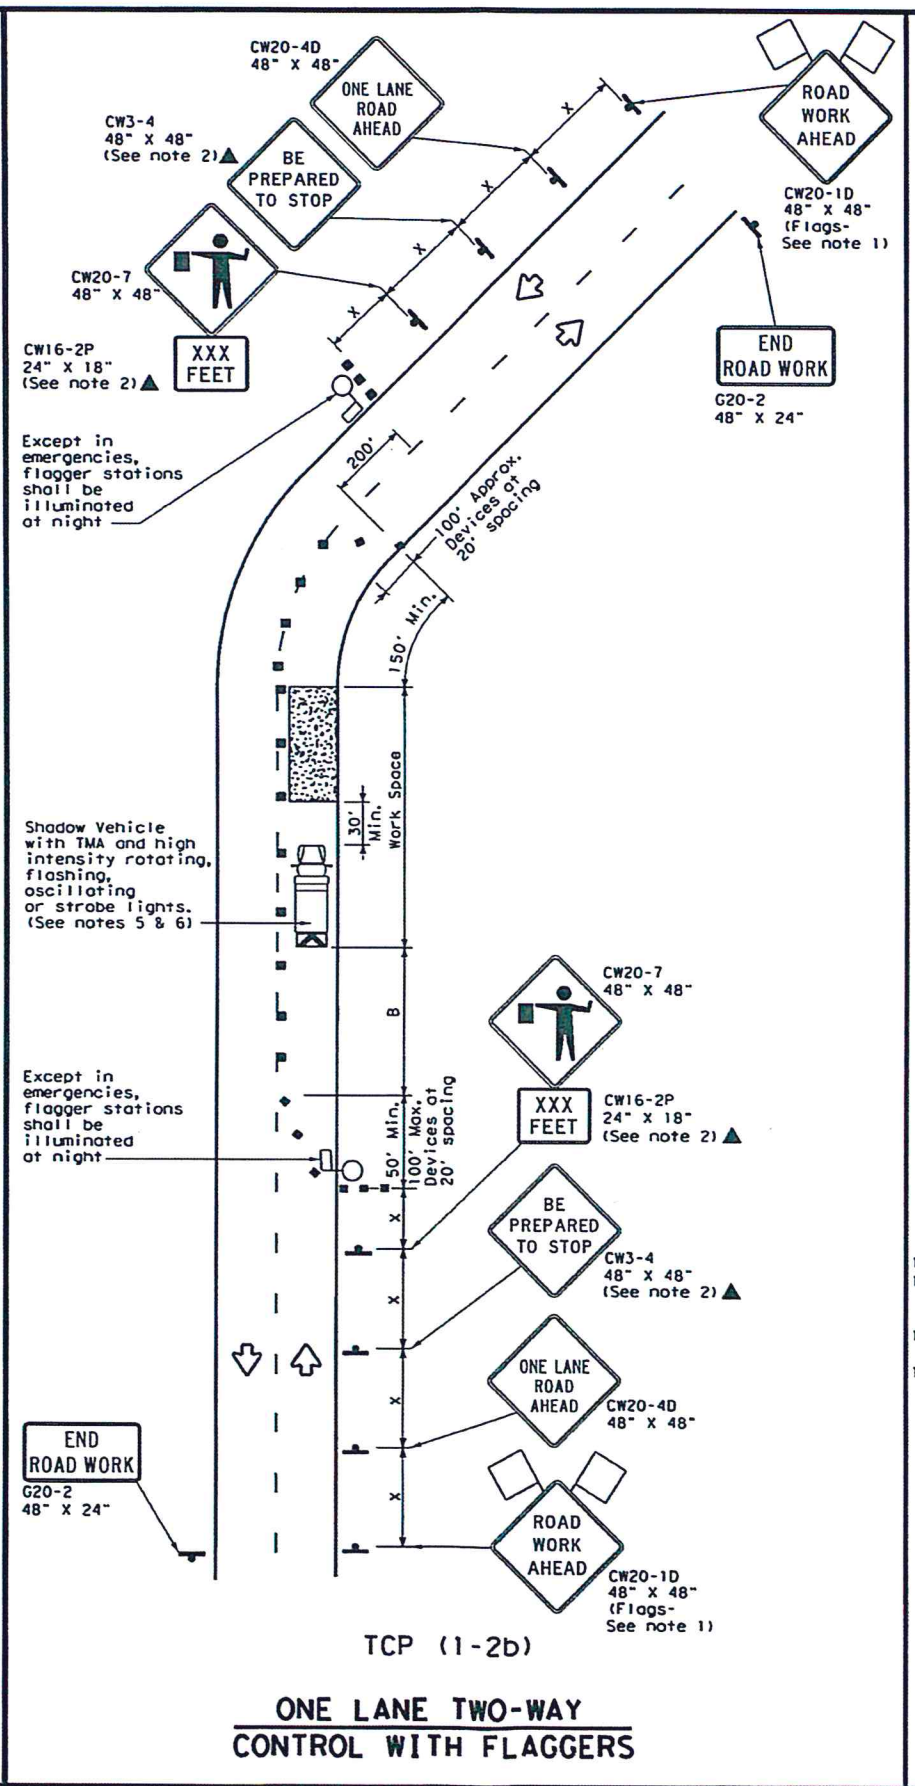 CW20-4D
48" X 48"
ONE LANE
ROAD
AHEAD
CW3-4
48" X 48"
(See note 2)
BE
PREPARED
TO STOP
CW20-7
48" X 48"
CW16-2P
24" X 18"
(See note 2)
XXX
FEET
X
X
X
X
ROAD
WORK
AHEAD
CW20-1D
48" X 48"
(Flags-
See note 1)
END
ROAD WORK
G20-2
48" X 24"
Except in
emergencies,
flagger stations
shall be
illuminated
at night
200'
100' Approx.
Devices at
20' spacing
150' Min.
Work Space
30'
Min.
Shadow Vehicle
with TMA and high
intensity rotating,
flashing,
oscillating
or strobe lights.
(See notes 5 & 6)
B
CW20-7
48" X 48"
XXX
FEET
CW16-2P
24" X 18"
(See note 2)
Except in
emergencies,
flagger stations
shall be
illuminated
at night
50' Min.
100' Max.
Devices at
20' spacing
X
BE
PREPARED
TO STOP
CW3-4
48" X 48"
(See note 2)
X
ONE LANE
ROAD
AHEAD
CW20-4D
48" X 48"
X
X
END
ROAD WORK
G20-2
48" X 24"
ROAD
WORK
AHEAD
CW20-1D
48" X 48"
(Flags-
See note 1)
TCP (1-2b)
ONE LANE TWO-WAY
CONTROL WITH FLAGGERS